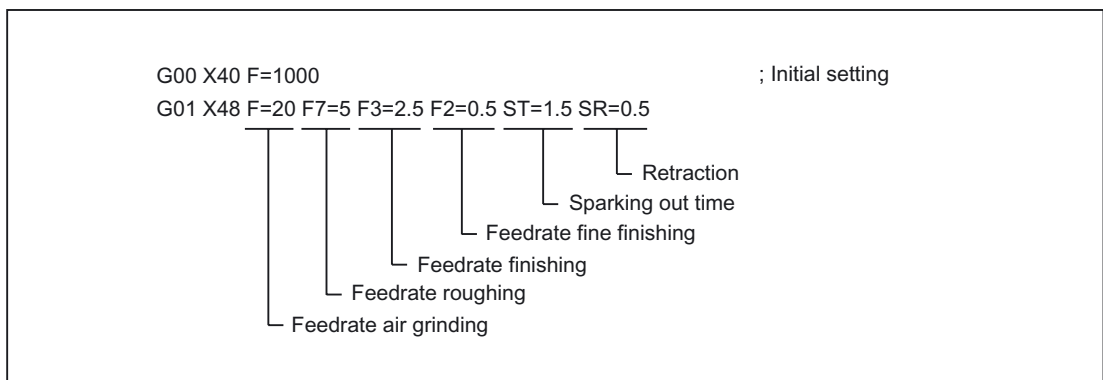 G00 X40 F=1000 ; Initial setting
G01 X48 F=20 F7=5 F3=2.5 F2=0.5 ST=1.5 SR=0.5
Retraction
Sparking out time
Feedrate fine finishing
Feedrate finishing
Feedrate roughing
Feedrate air grinding